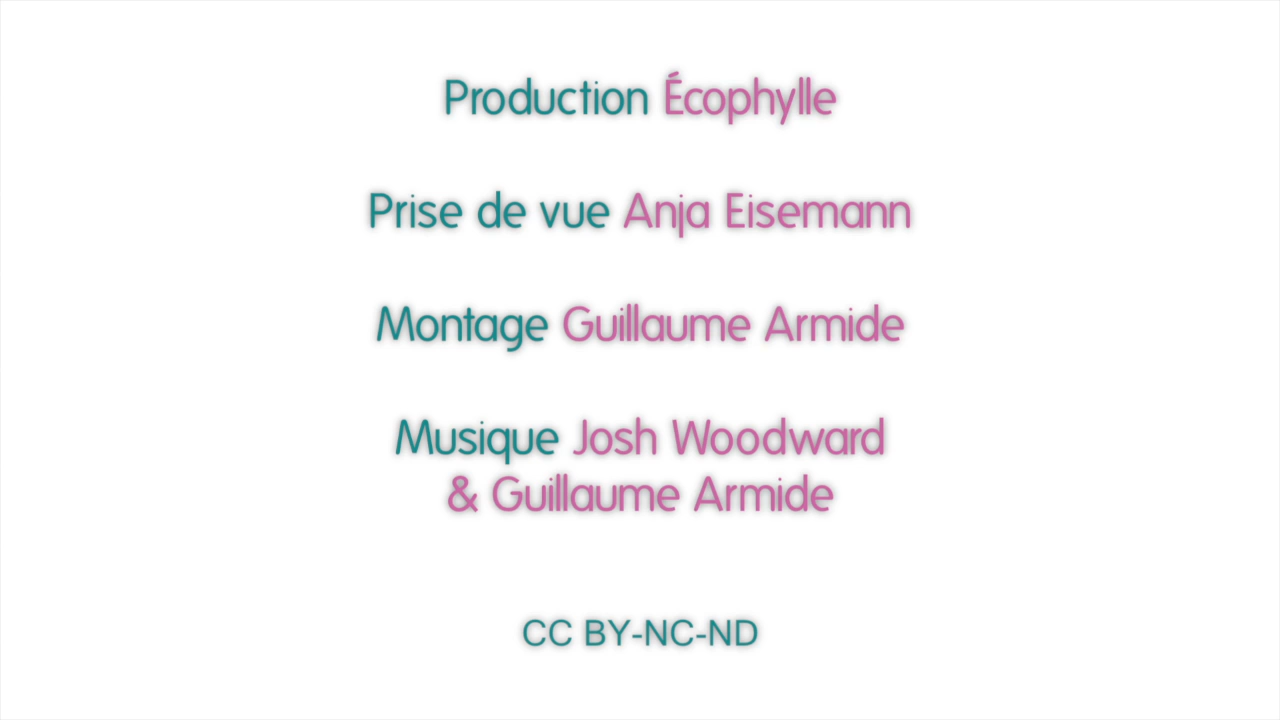 Production Écophylle
Prise de vue Anja Eisemann
Montage Guillaume Armide
Musique Josh Woodward
& Guillaume Armide
CC BY-NC-ND